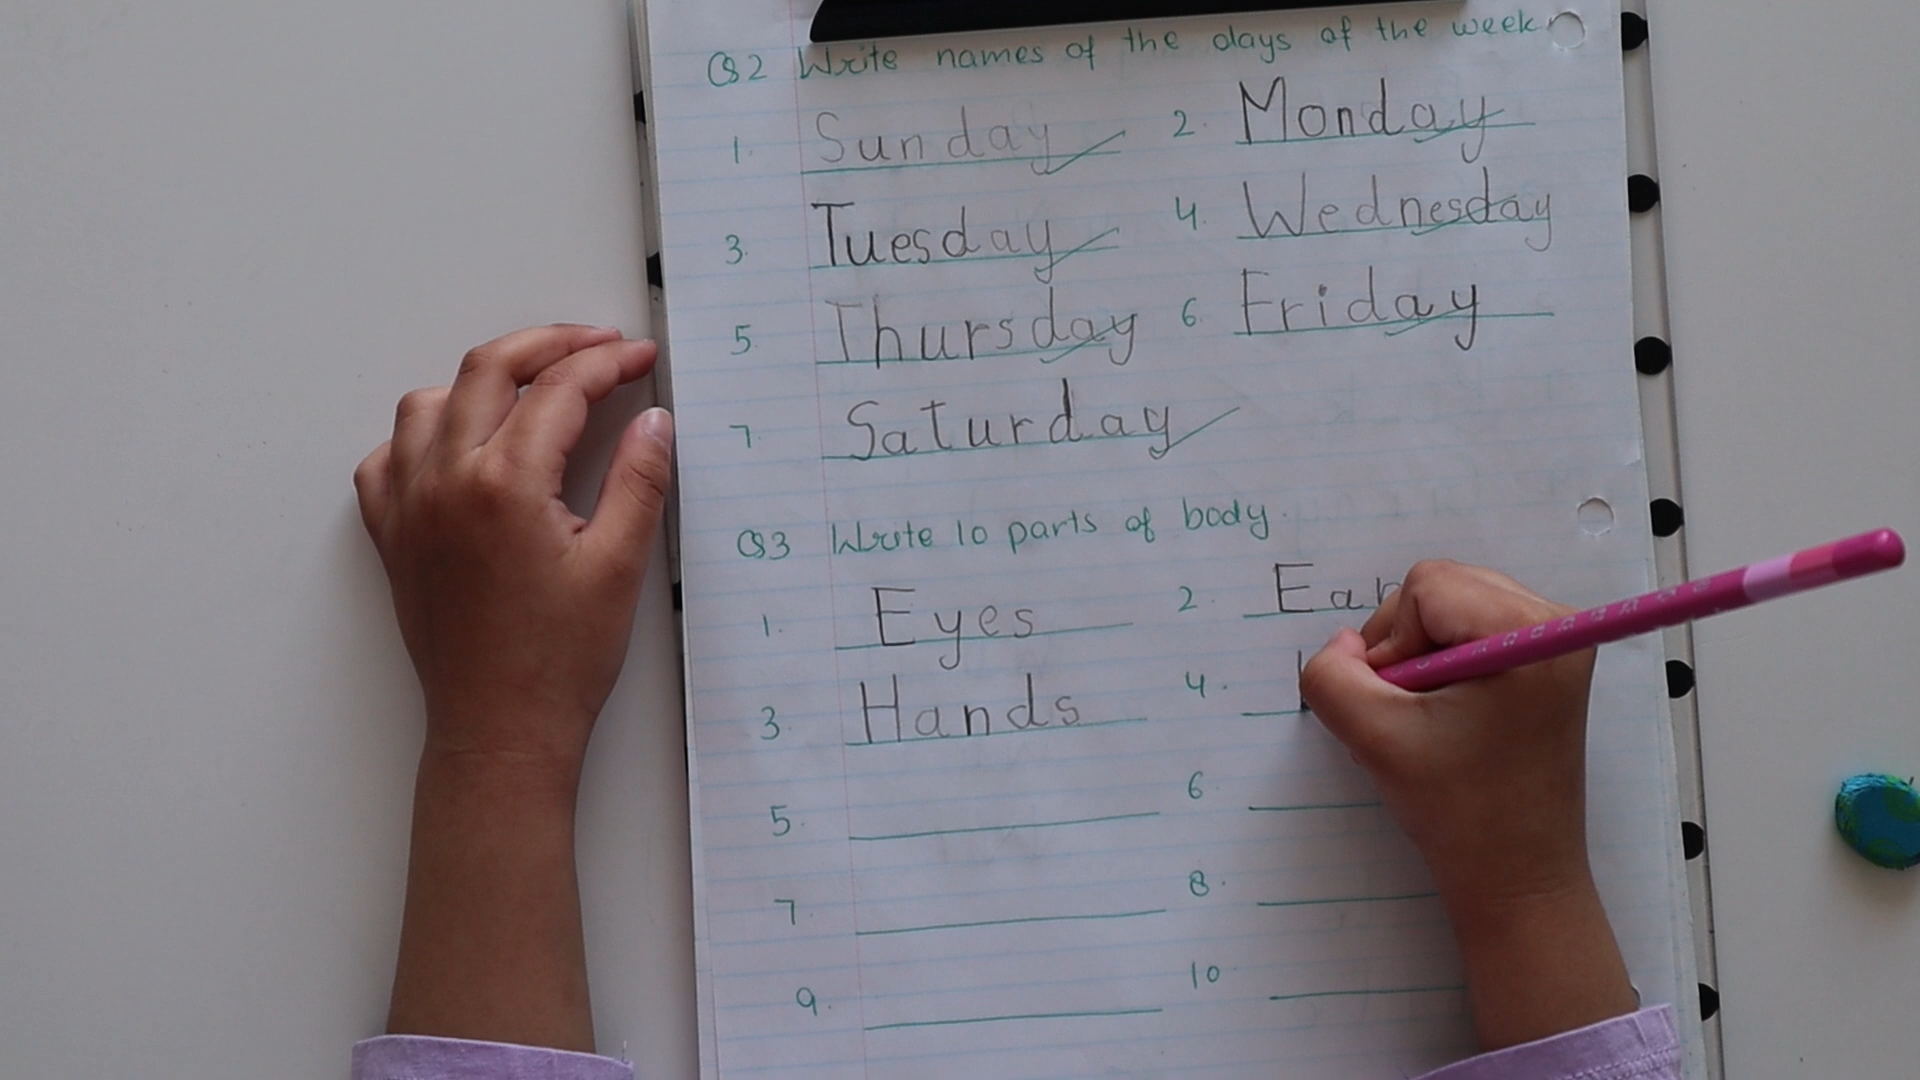 Q2 Write names of the days of the week
1. Sunday 2. Monday
3. Tuesday 4. Wednesday
5. Thursday 6. Friday
7. Saturday
Q3 Write 10 parts of body.
1. Eyes 2.
3. Hands 4.
5. 6.
7. 8.
9. 10